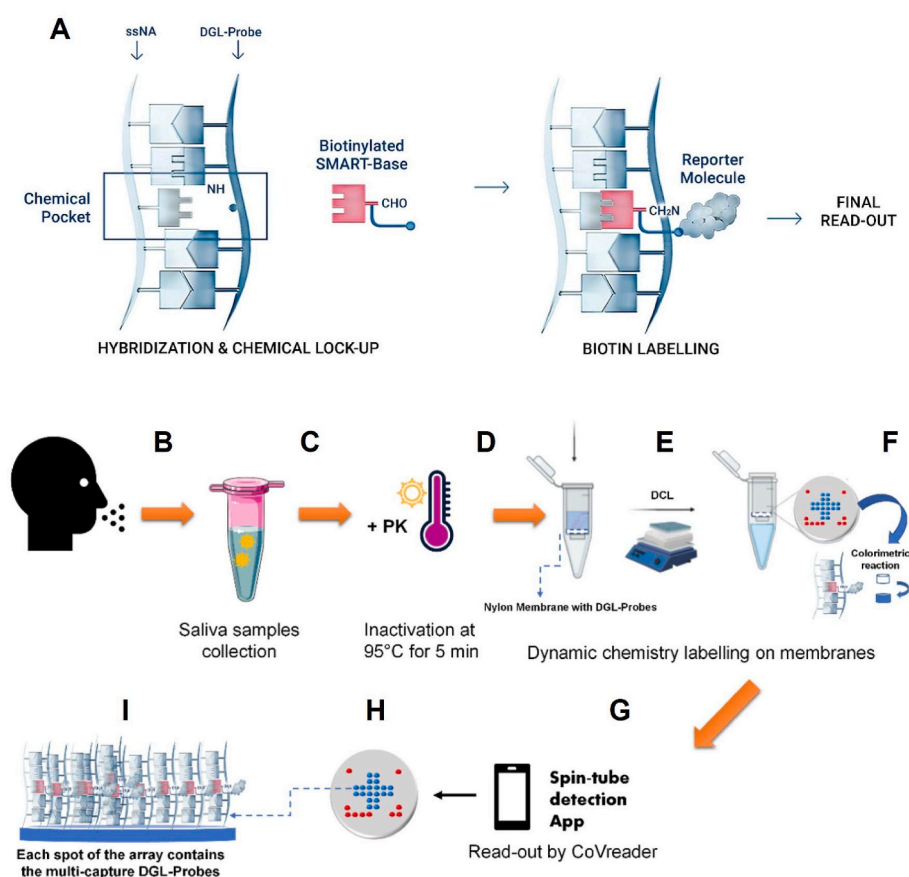 A
ssNA
DGL-Probe
Chemical
Pocket
NH
Biotinylated
SMART-Base
CHO
Reporter
Molecule
CH₂N
FINAL
READ-OUT
HYBRIDIZATION & CHEMICAL LOCK-UP
BIOTIN LABELLING
B
C
D
E
F
+ PK
DCL
Colorimetric
reaction
Nylon Membrane with DGL-Probes
Saliva samples
collection
Inactivation at
95°C for 5 min
Dynamic chemistry labelling on membranes
I
H
G
Spin-tube
detection
App
Read-out by CoVreader
Each spot of the array contains
the multi-capture DGL-Probes